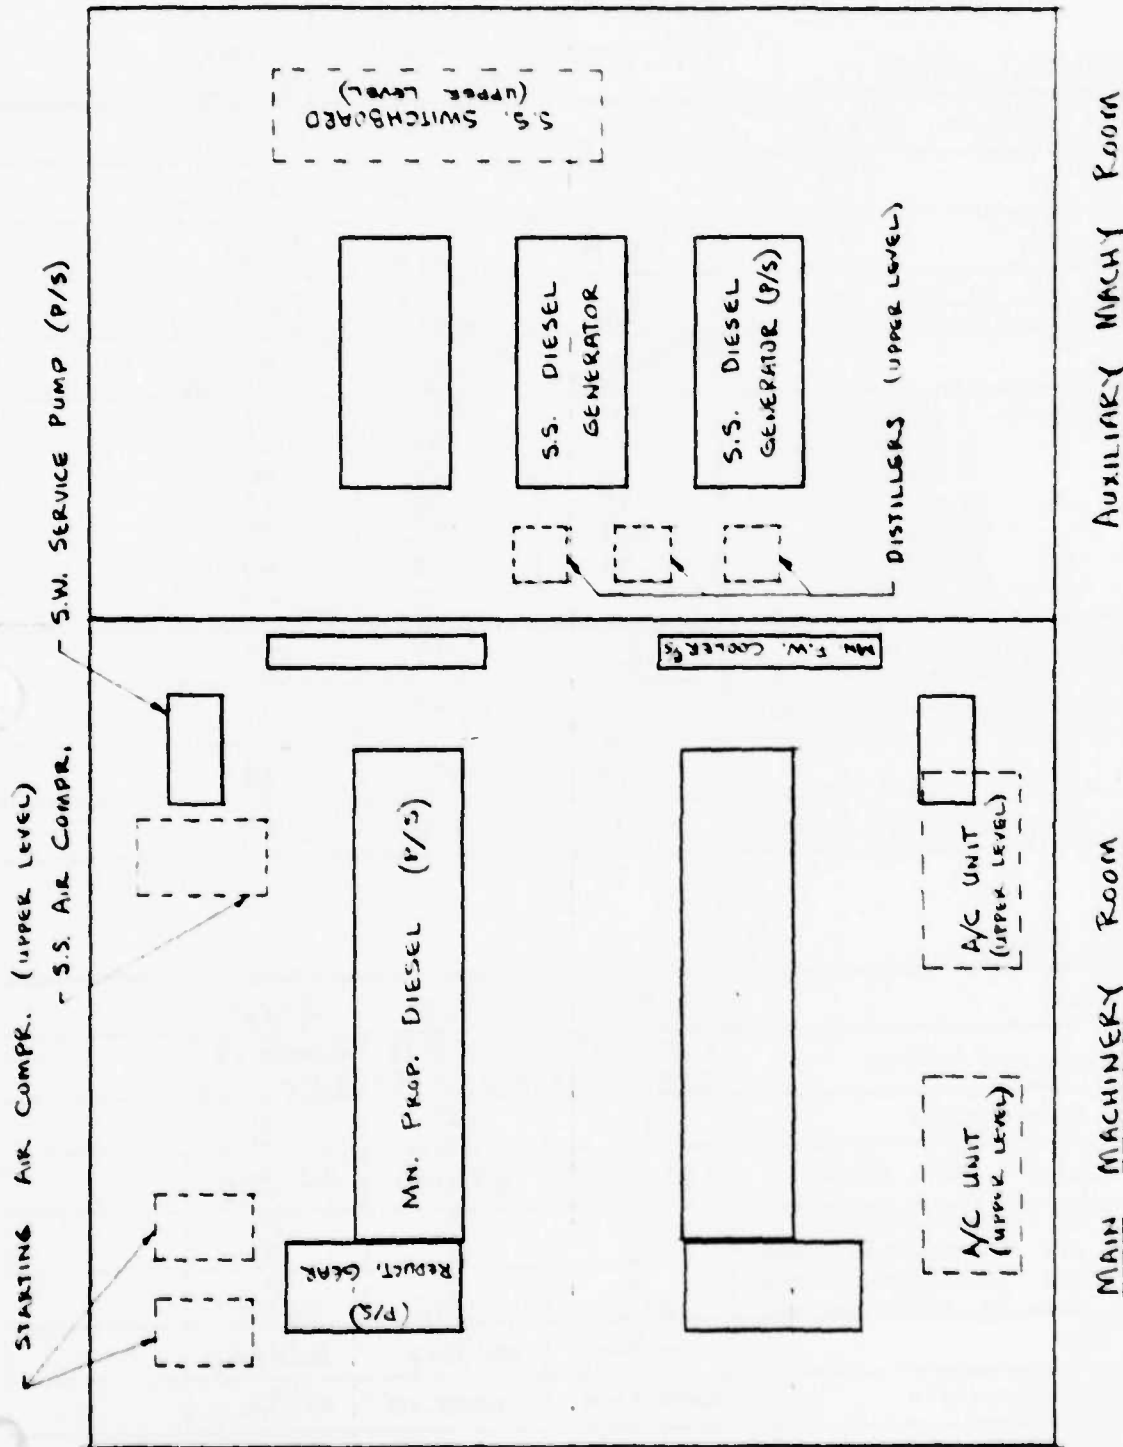 STARTING AIR COMPR. (UPPER LEVEL)
S.S. AIR COMPR.
S.W. SERVICE PUMP (P/S)
S.S. SWITCHBOARD
(UPPER LEVEL)
S.S. DIESEL
GENERATOR
S.S. DIESEL
GENERATOR (P/S)
DISTILLERS (UPPER LEVEL)
MN F.W. COOLER P/S
MN. PROP. DIESEL (P/S)
REDUCT. GEAR
(P/S)
A/C UNIT
(UPPER LEVEL)
A/C UNIT
(UPPER LEVEL)
MAIN MACHINERY ROOM
AUXILIARY MACHY ROOM